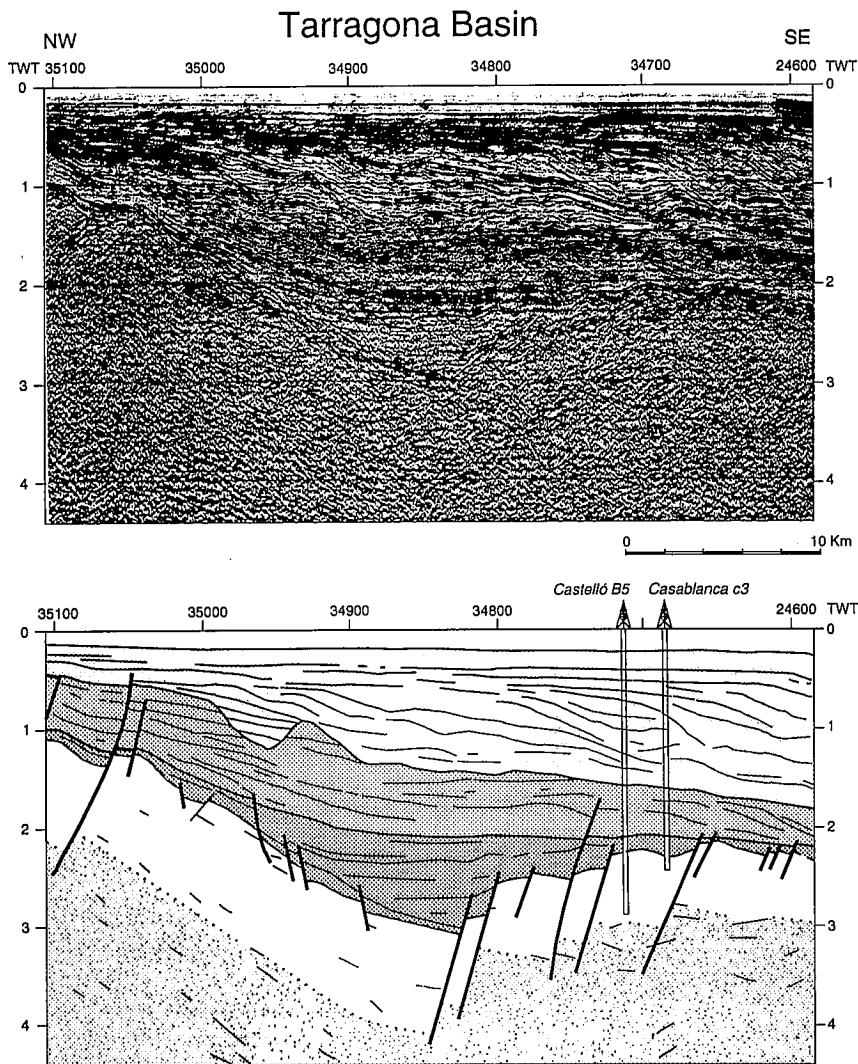 Tarragona Basin
NW SE
TWT 35100 35000 34900 34800 34700 24600 TWT
0 0
1 1
2 2
3 3
4 4
0 10 Km
Castelló B5 Casablanca c3
35100 35000 34900 34800 24600 TWT
0 0
1 1
2 2
3 3
4 4